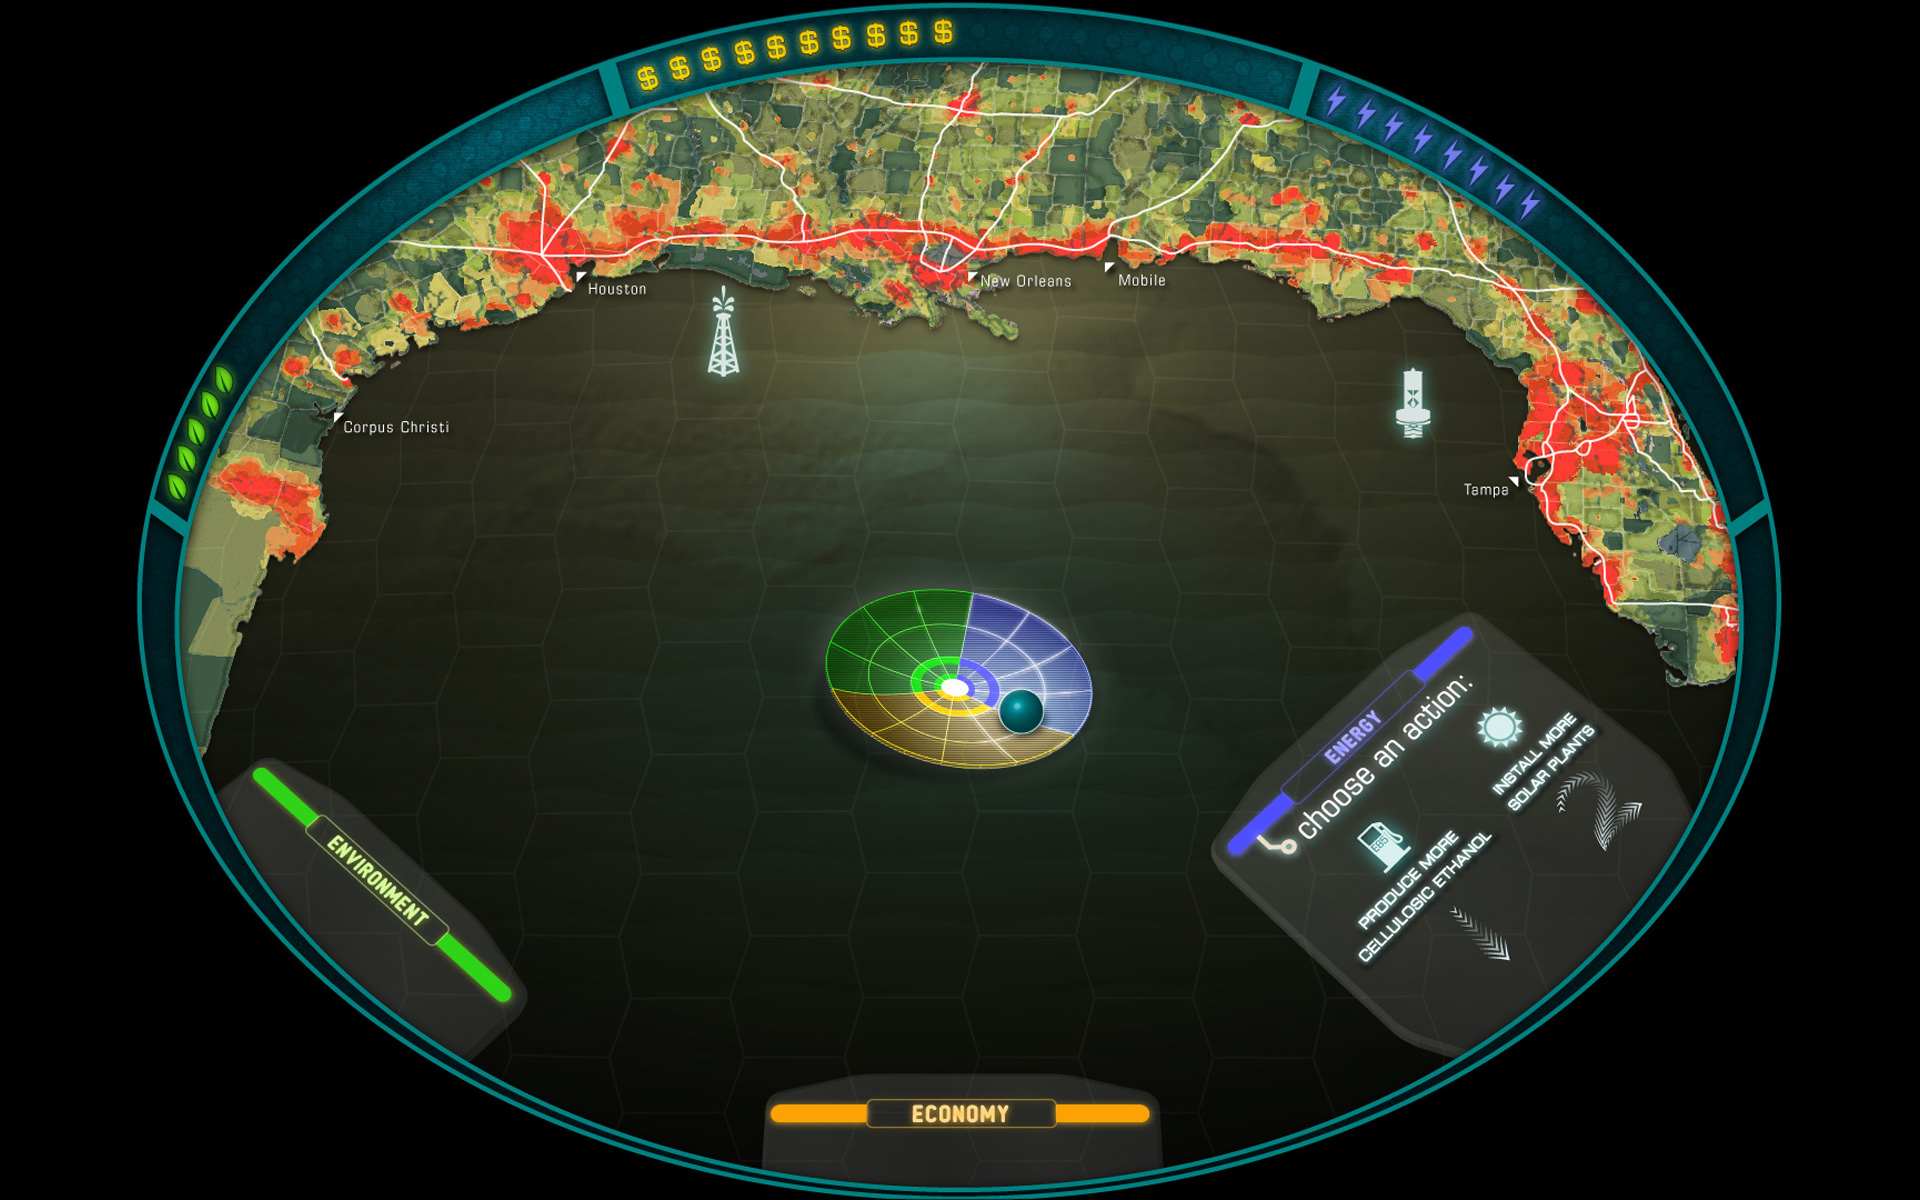 $ $ $ $ $ $ $ $ $ $
Houston
New Orleans
Mobile
Corpus Christi
Tampa
ENERGY
choose an action:
INSTALL MORE
SOLAR PLANTS
E85
PRODUCE MORE
CELLULOSIC ETHANOL
ENVIRONMENT
ECONOMY